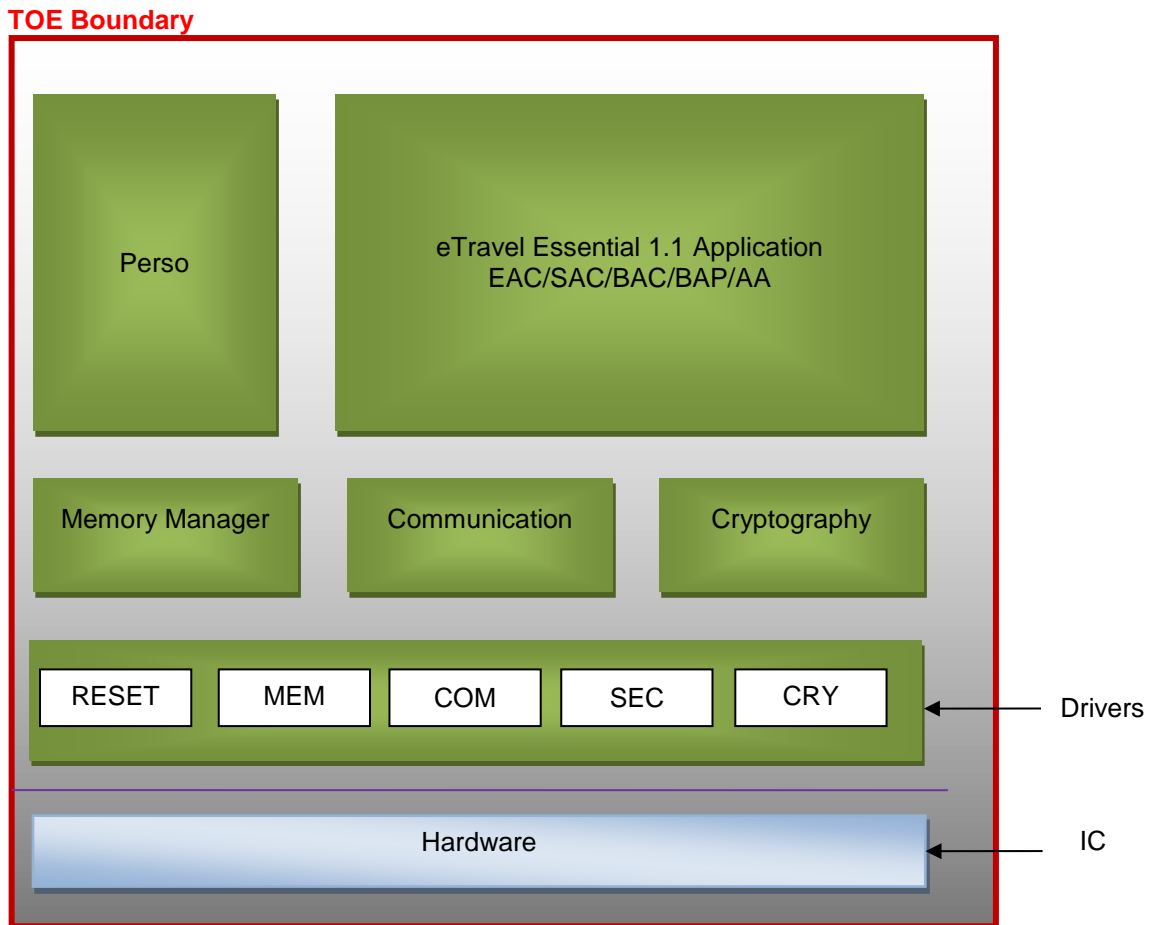 TOE Boundary
Perso
eTravel Essential 1.1 Application
EAC/SAC/BAC/BAP/AA
Memory Manager
Communication
Cryptography
RESET
MEM
COM
SEC
CRY
Drivers
Hardware
IC